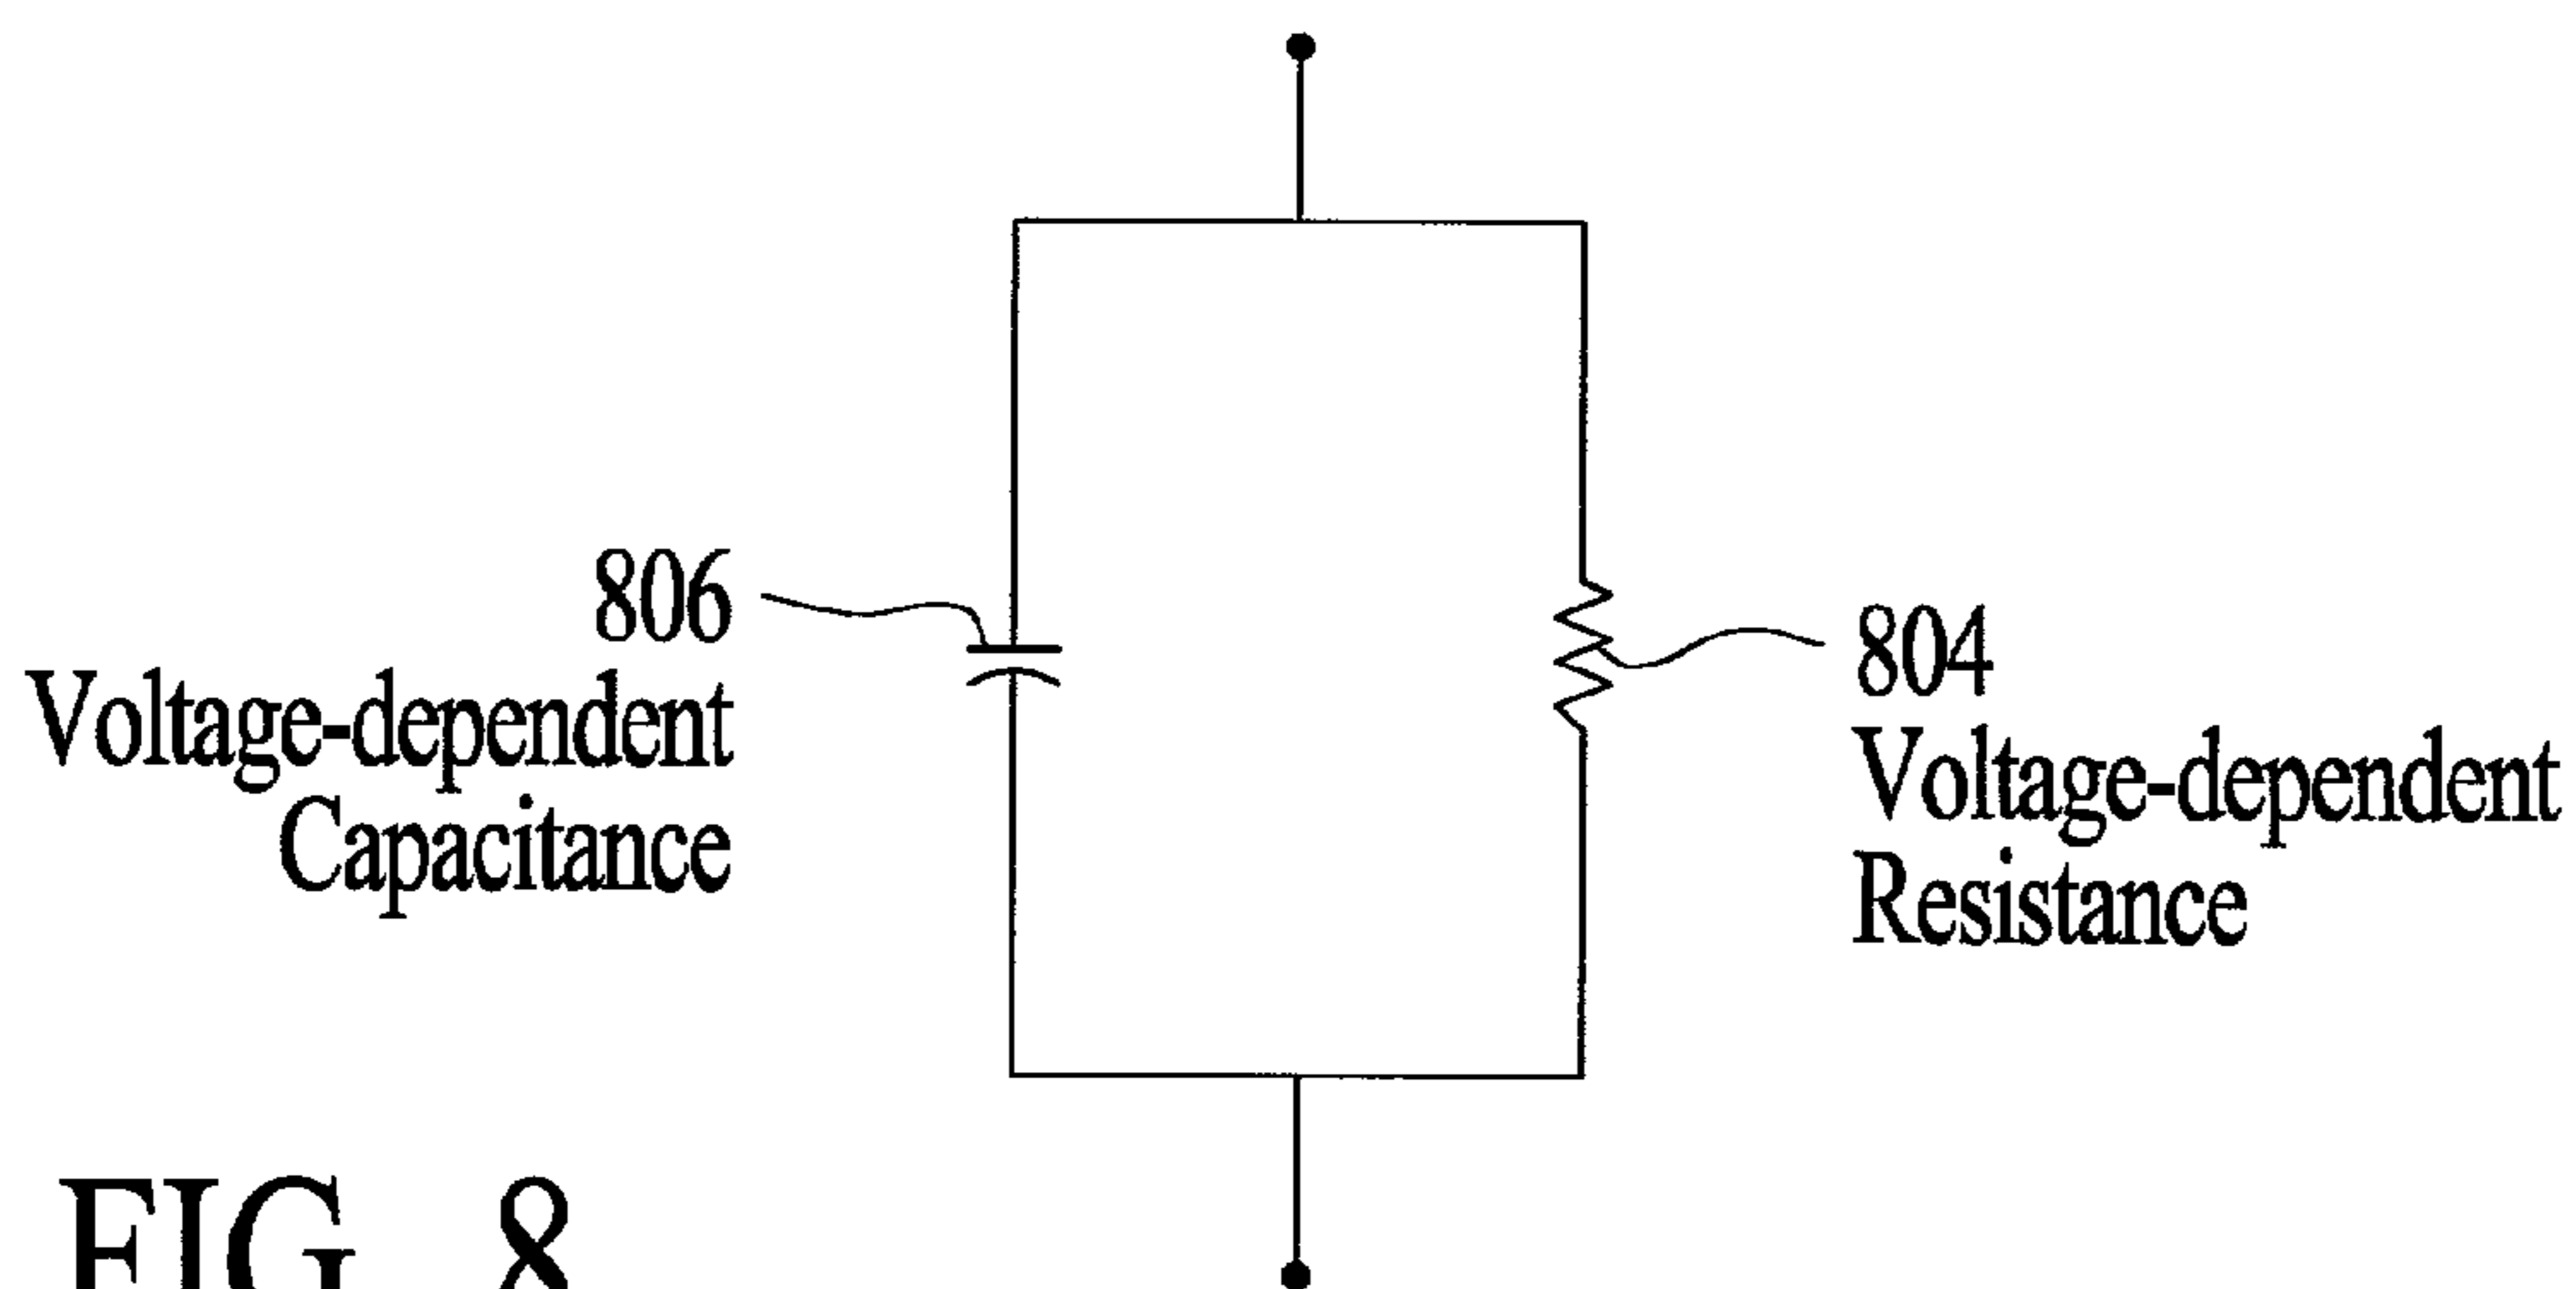 806
Voltage-dependent
Capacitance
804
Voltage-dependent
Resistance
FIG. 8